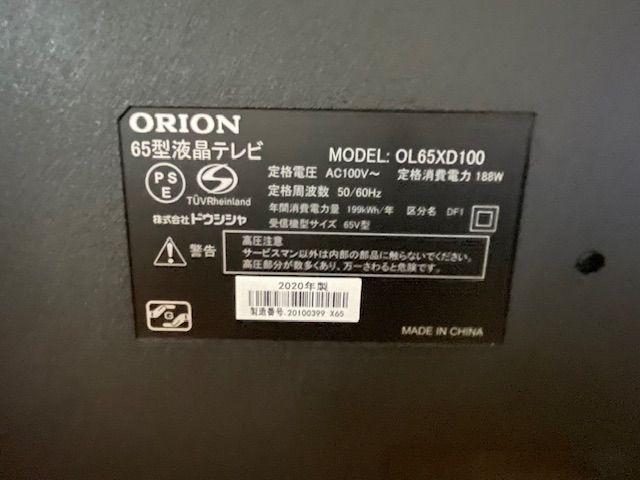 ORION
65型液晶テレビ
MODEL: OL65XD100
定格電圧 AC100V～ 定格消費電力 188W
定格周波数 50/60Hz
PS
E
TÜVRheinland
年間消費電力量 199kWh/年 区分名 DF1
株式会社ドウシシャ
受信機型サイズ 65V型
警告
高圧注意
サービスマン以外は内部の部品に触らないでください。
高圧部分が数多くあり、万一さわると危険です。
2020年製
製造番号.20100399 X65
G
MADE IN CHINA